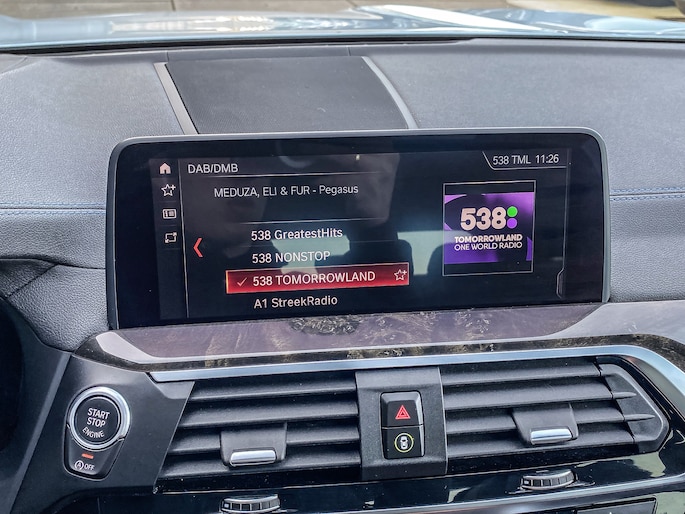 DAB/DMB
538 TML 11:26
MEDUZA, ELI & FUR - Pegasus
538 GreatestHits
538 NONSTOP
538 TOMORROWLAND
A1 StreekRadio
538
TOMORROWLAND
ONE WORLD RADIO
START
STOP
ENGINE
OFF